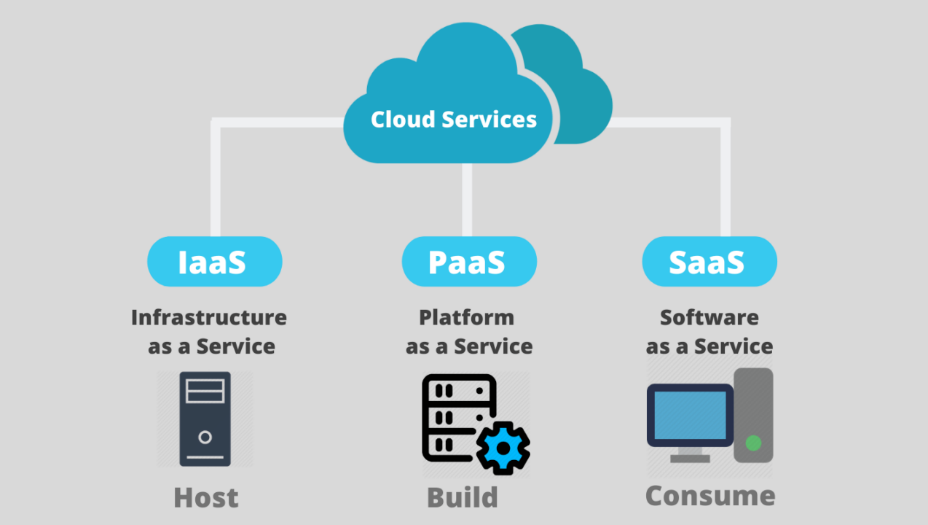 Cloud Services
IaaS
PaaS
SaaS
Infrastructure
as a Service
Platform
as a Service
Software
as a Service
Host
Build
Consume